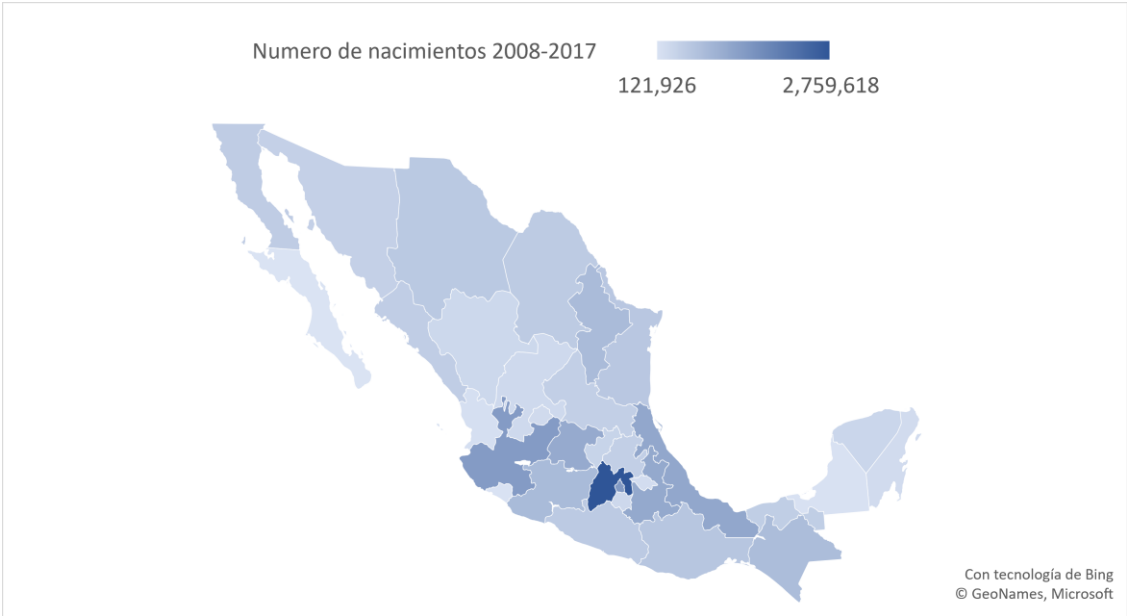 Numero de nacimientos 2008-2017
121,926 2,759,618
Con tecnología de Bing
© GeoNames, Microsoft